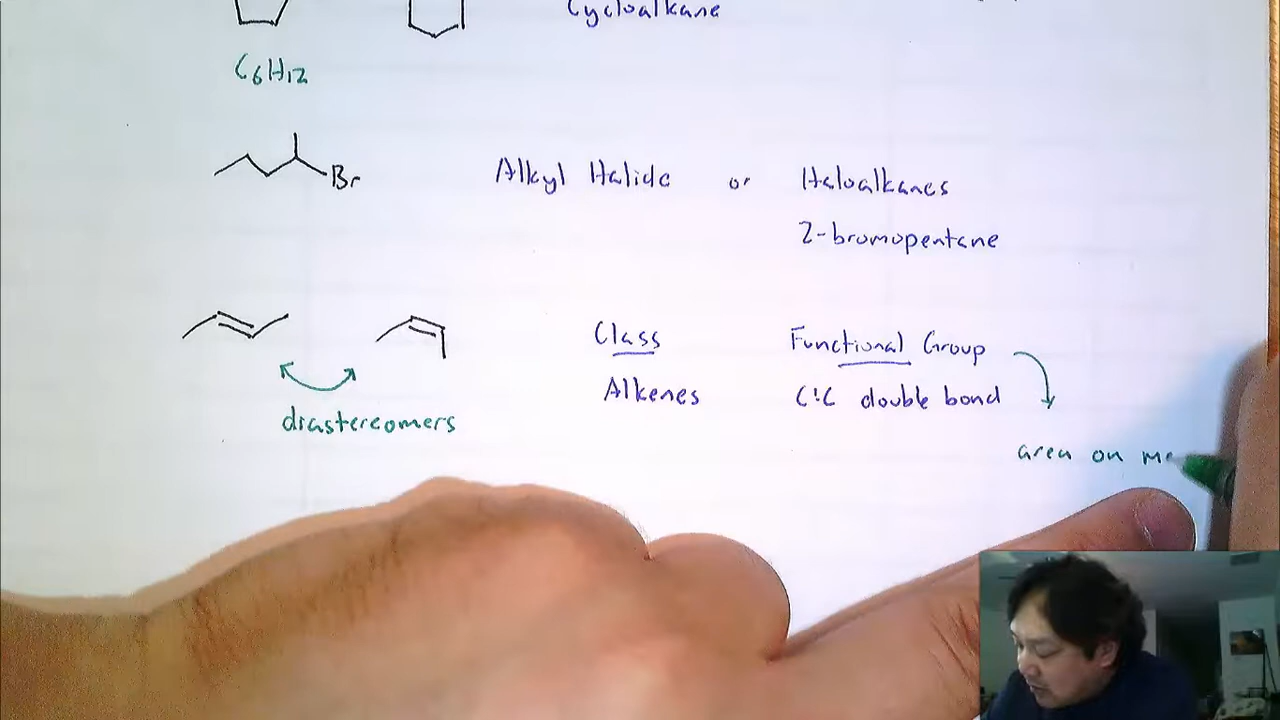 Cycloalkane
C6H12
Br
Alkyl Halide or Haloalkanes
2-bromopentane
Class Functional Group
Alkenes C=C double bond
diastereomers
area on